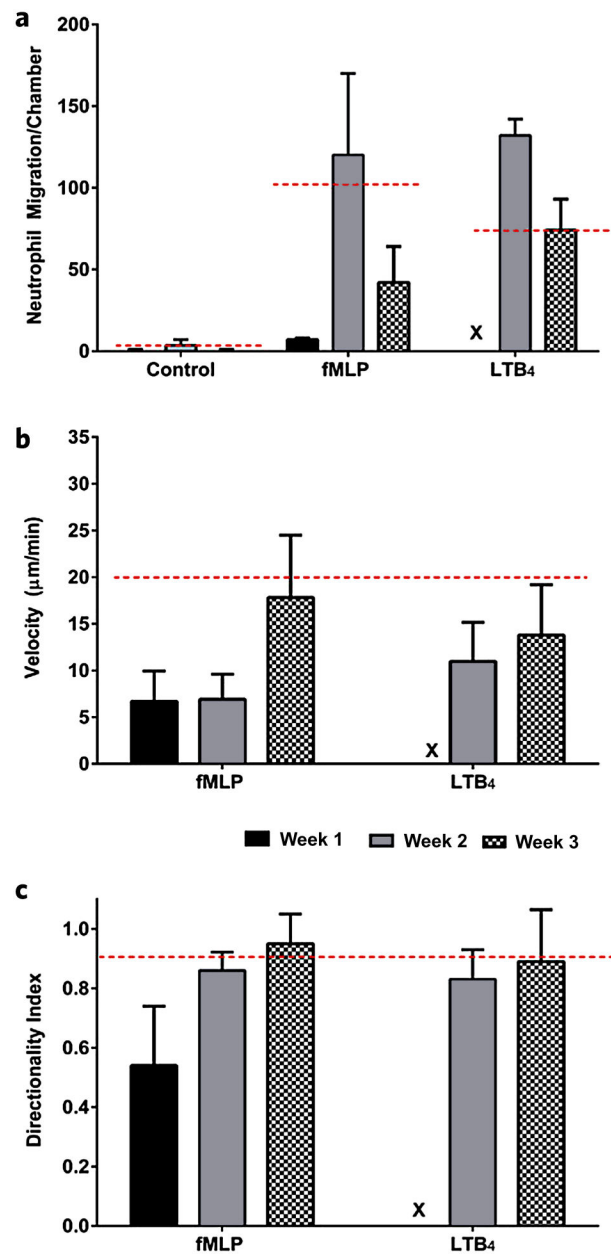 a
Neutrophil Migration/Chamber
200
150
100
50
0
Control
fMLP
X
LTB4
b
Velocity (μm/min)
35
30
25
20
15
10
5
0
fMLP
X
LTB4
Week 1
Week 2
Week 3
c
Directionality Index
1.0
0.8
0.6
0.4
0.2
0.0
fMLP
X
LTB4